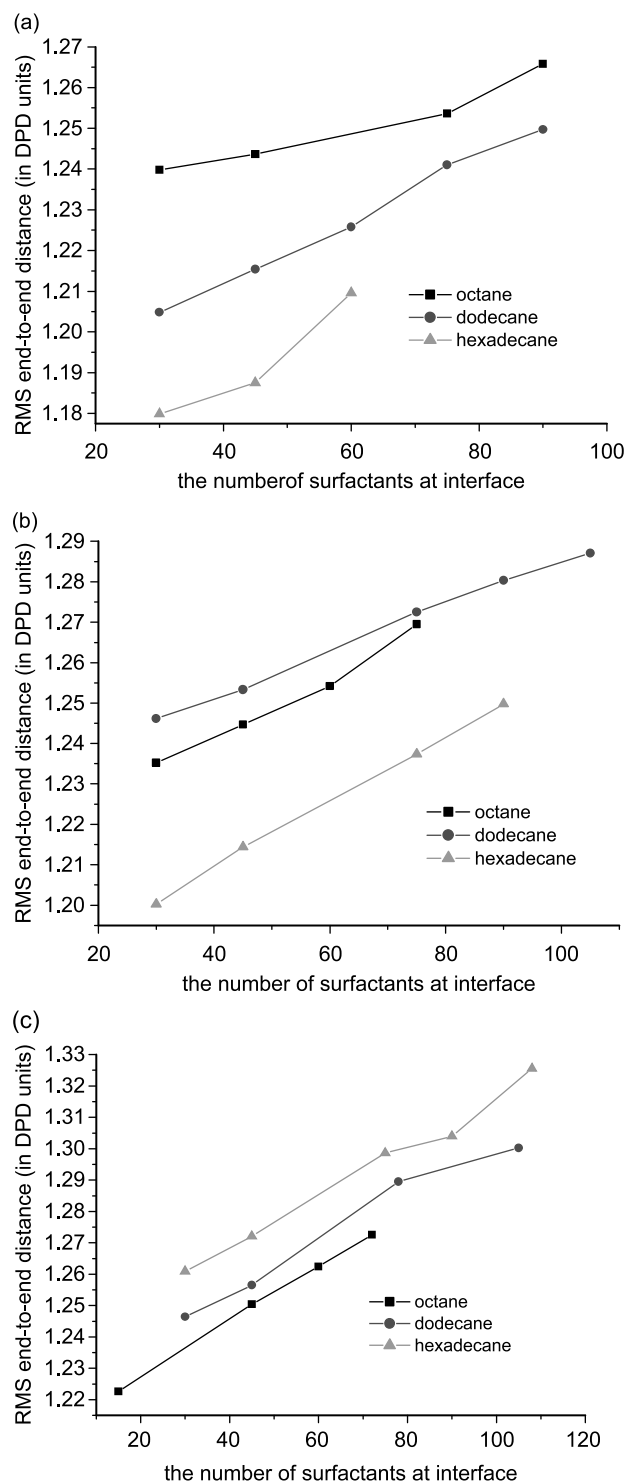 (a)
1.27
1.26
1.25
1.24
1.23
1.22
1.21
1.20
1.19
1.18
RMS end-to-end distance (in DPD units)
octane
dodecane
hexadecane
20 40 60 80 100
the numberof surfactants at interface
(b)
1.29
1.28
1.27
1.26
1.25
1.24
1.23
1.22
1.21
1.20
RMS end-to-end distance (in DPD units)
octane
dodecane
hexadecane
20 40 60 80 100
the number of surfactants at interface
(c)
1.33
1.32
1.31
1.30
1.29
1.28
1.27
1.26
1.25
1.24
1.23
1.22
RMS end-to-end distance (in DPD units)
octane
dodecane
hexadecane
20 40 60 80 100 120
the number of surfactants at interface